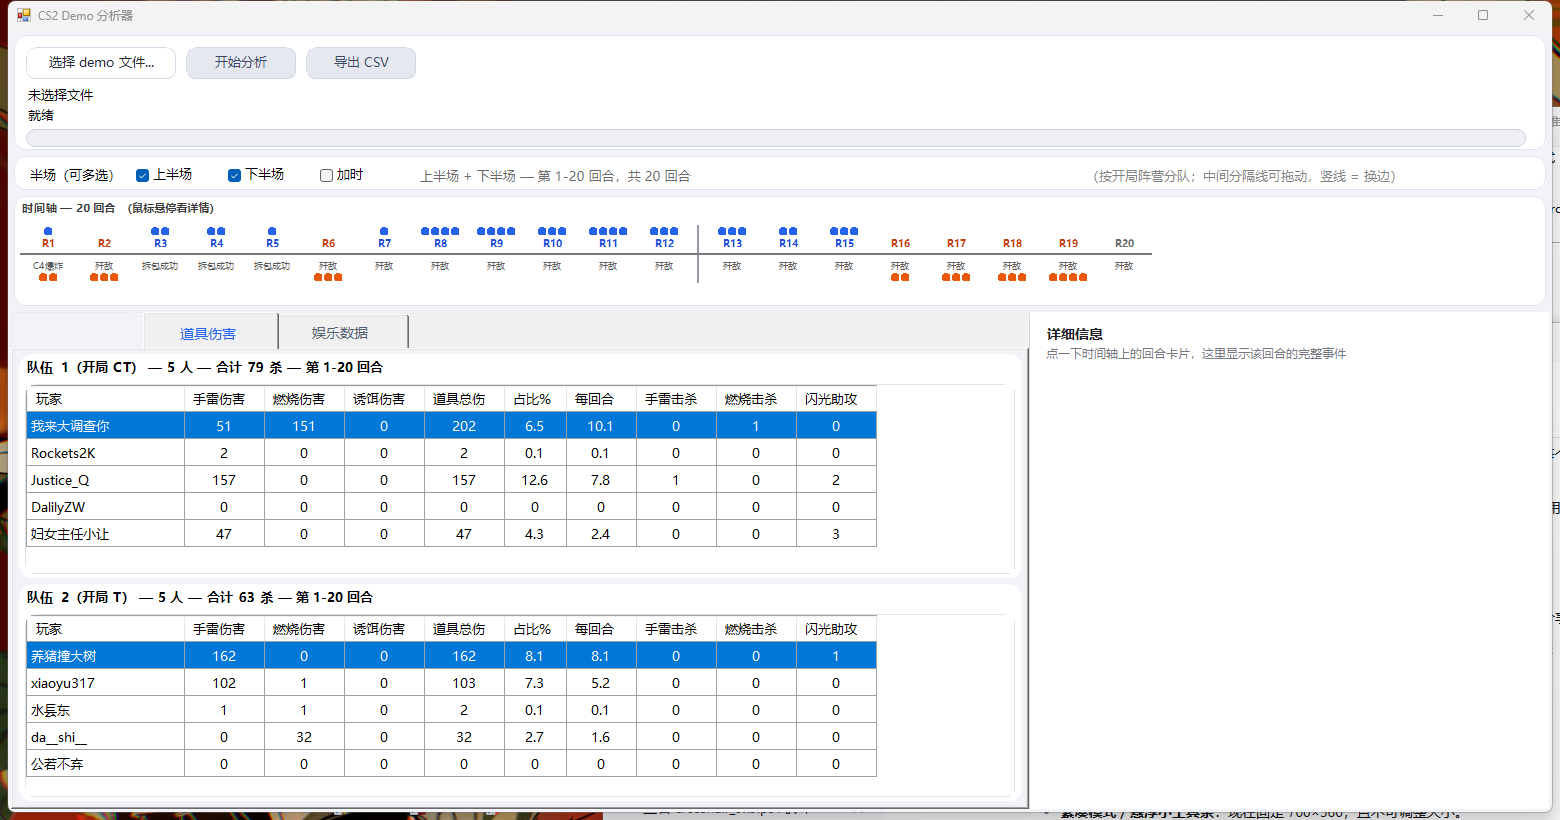 CS2 Demo 分析器
选择 demo 文件... 开始分析 导出 CSV
未选择文件
就绪
半场（可多选） 上半场 下半场 加时 上半场 + 下半场 — 第 1-20 回合，共 20 回合 （按开局阵营分队；中间分隔线可拖动，竖线 = 换边）
时间轴 — 20 回合 （鼠标悬停看详情）
R1 R2 R3 R4 R5 R6 R7 R8 R9 R10 R11 R12 R13 R14 R15 R16 R17 R18 R19 R20
C4爆炸 歼敌 拆包成功 拆包成功 拆包成功 歼敌 歼敌 歼敌 歼敌 歼敌 歼敌 歼敌 歼敌 歼敌 歼敌 歼敌 歼敌 歼敌 歼敌 歼敌
道具伤害 娱乐数据
队伍 1（开局 CT） — 5 人 — 合计 79 杀 — 第 1-20 回合
玩家 手雷伤害 燃烧伤害 诱饵伤害 道具总伤 占比% 每回合 手雷击杀 燃烧击杀 闪光助攻
我来大调查你 51 151 0 202 6.5 10.1 0 1 0
Rockets2K 2 0 0 2 0.1 0.1 0 0 0
Justice_Q 157 0 0 157 12.6 7.8 1 0 2
DalilyZW 0 0 0 0 0 0 0 0 0
妇女主任小让 47 0 0 47 4.3 2.4 0 0 3
队伍 2（开局 T） — 5 人 — 合计 63 杀 — 第 1-20 回合
玩家 手雷伤害 燃烧伤害 诱饵伤害 道具总伤 占比% 每回合 手雷击杀 燃烧击杀 闪光助攻
养猪撞大树 162 0 0 162 8.1 8.1 0 0 1
xiaoyu317 102 1 0 103 7.3 5.2 0 0 0
水县东 1 1 0 2 0.1 0.1 0 0 0
da__shi__ 0 32 0 32 2.7 1.6 0 0 0
公若不弃 0 0 0 0 0 0 0 0 0
详细信息
点一下时间轴上的回合卡片，这里显示该回合的完整事件